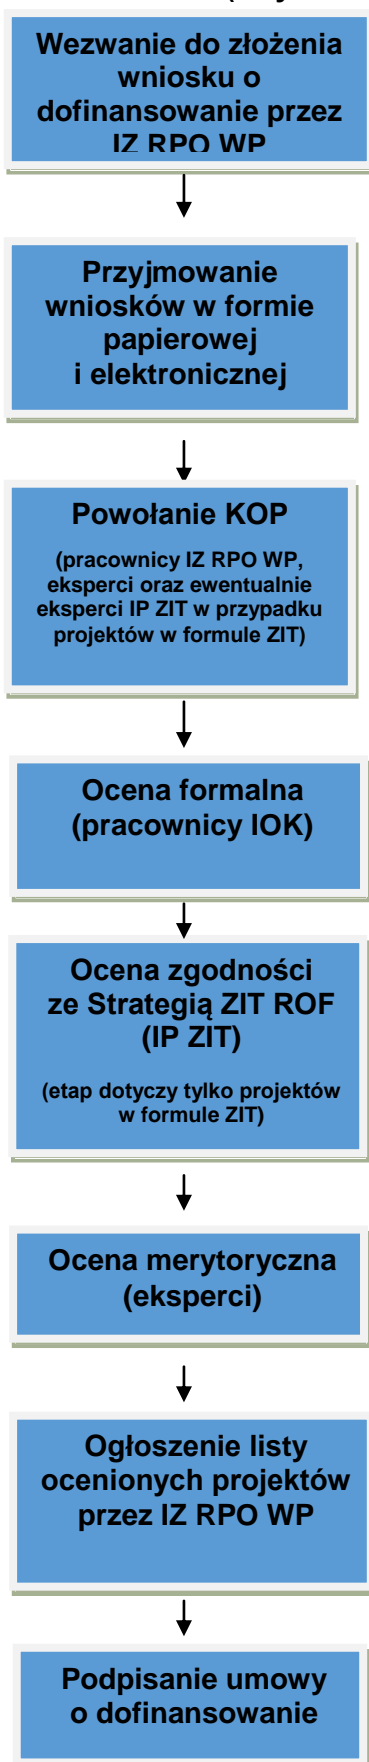 Wezwanie do złożenia
wniosku o
dofinansowanie przez
IZ RPO WP
Przyjmowanie
wniosków w formie
papierowej
i elektronicznej
Powołanie KOP
(pracownicy IZ RPO WP,
eksperci oraz ewentualnie
eksperci IP ZIT w przypadku
projektów w formule ZIT)
Ocena formalna
(pracownicy IOK)
Ocena zgodności
ze Strategią ZIT ROF
(IP ZIT)
(etap dotyczy tylko projektów
w formule ZIT)
Ocena merytoryczna
(eksperci)
Ogłoszenie listy
ocenionych projektów
przez IZ RPO WP
Podpisanie umowy
o dofinansowanie